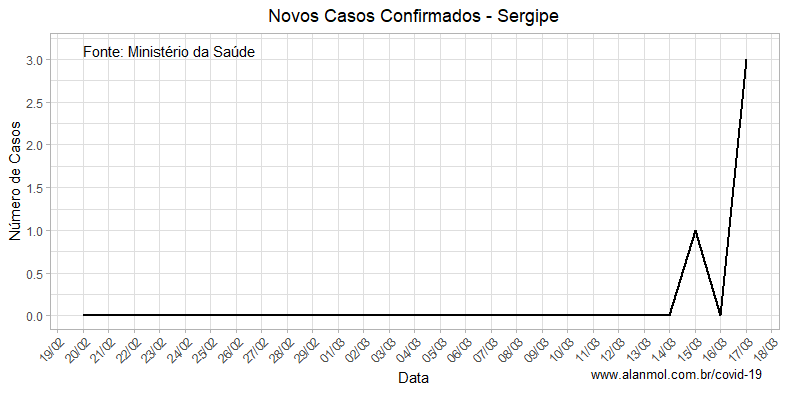 Novos Casos Confirmados - Sergipe
Fonte: Ministério da Saúde
Número de Casos
3.0
2.5
2.0
1.5
1.0
0.5
0.0
19/02 20/02 21/02 22/02 23/02 24/02 25/02 26/02 27/02 28/02 29/02 01/03 02/03 03/03 04/03 05/03 06/03 07/03 08/03 09/03 10/03 11/03 12/03 13/03 14/03 15/03 16/03 17/03 18/03
Data
www.alanmol.com.br/covid-19